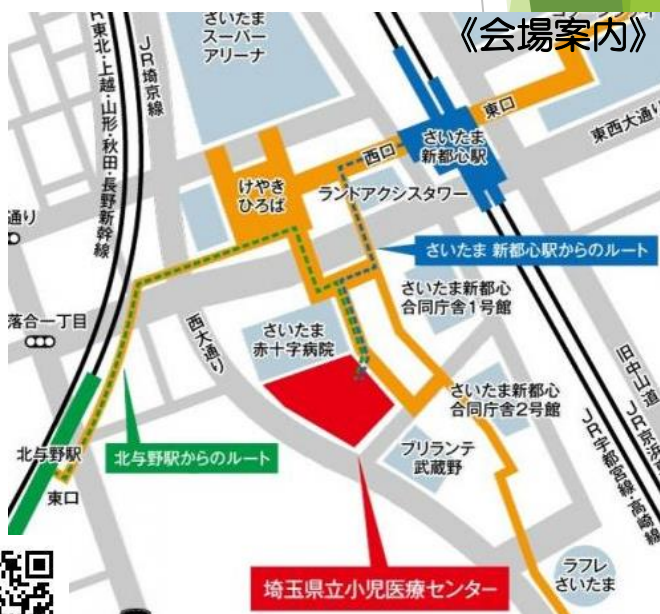 《会場案内》
さいたま
スーパー
アリーナ
JR埼京線
JR東北・上越・山形・秋田・長野新幹線
東口
さいたま
新都心駅
西口
東西大通り
けやき
ひろば
ランドアクシスタワー
通り
さいたま 新都心駅からのルート
さいたま新都心
合同庁舎1号館
落合一丁目
西大通り
さいたま
赤十字病院
旧中山道
さいたま新都心
合同庁舎2号館
JR京浜
JR宇都宮線・高崎線
北与野駅
北与野駅からのルート
ブリランテ
武蔵野
東口
ラフレ
さいたま
埼玉県立小児医療センター